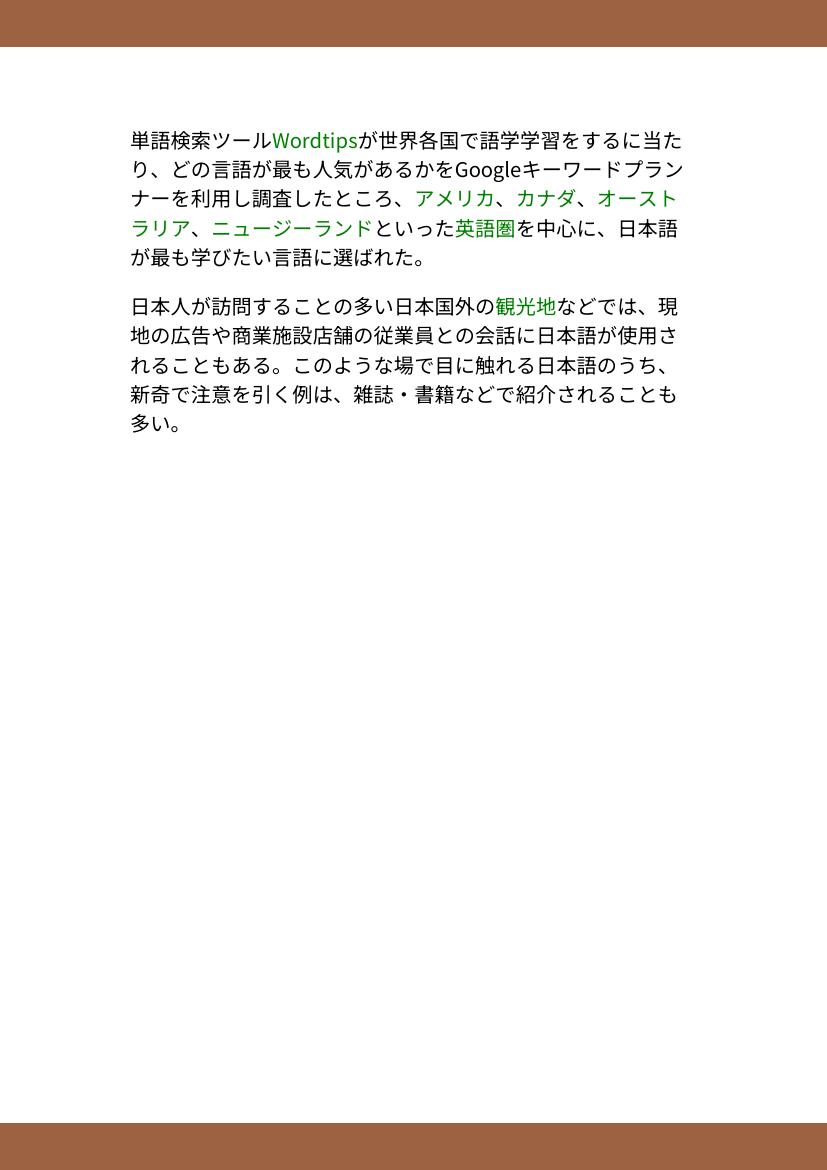 単語検索ツールWordtipsが世界各国で語学学習をするに当た
り、どの言語が最も人気があるかをGoogleキーワードプラン
ナーを利用し調査したところ、アメリカ、カナダ、オースト
ラリア、ニュージーランドといった英語圏を中心に、日本語
が最も学びたい言語に選ばれた。
日本人が訪問することの多い日本国外の観光地などでは、現
地の広告や商業施設店舗の従業員との会話に日本語が使用さ
れることもある。このような場で目に触れる日本語のうち、
新奇で注意を引く例は、雑誌・書籍などで紹介されることも
多い。